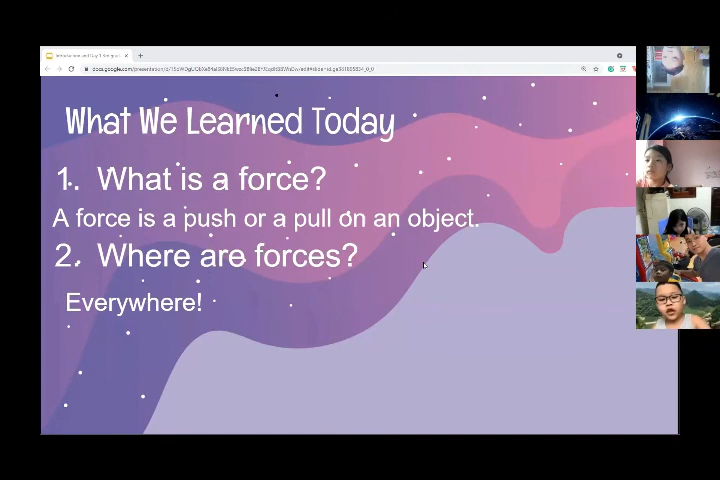 What We Learned Today
1. What is a force?
A force is a push or a pull on an object.
2. Where are forces?
Everywhere!